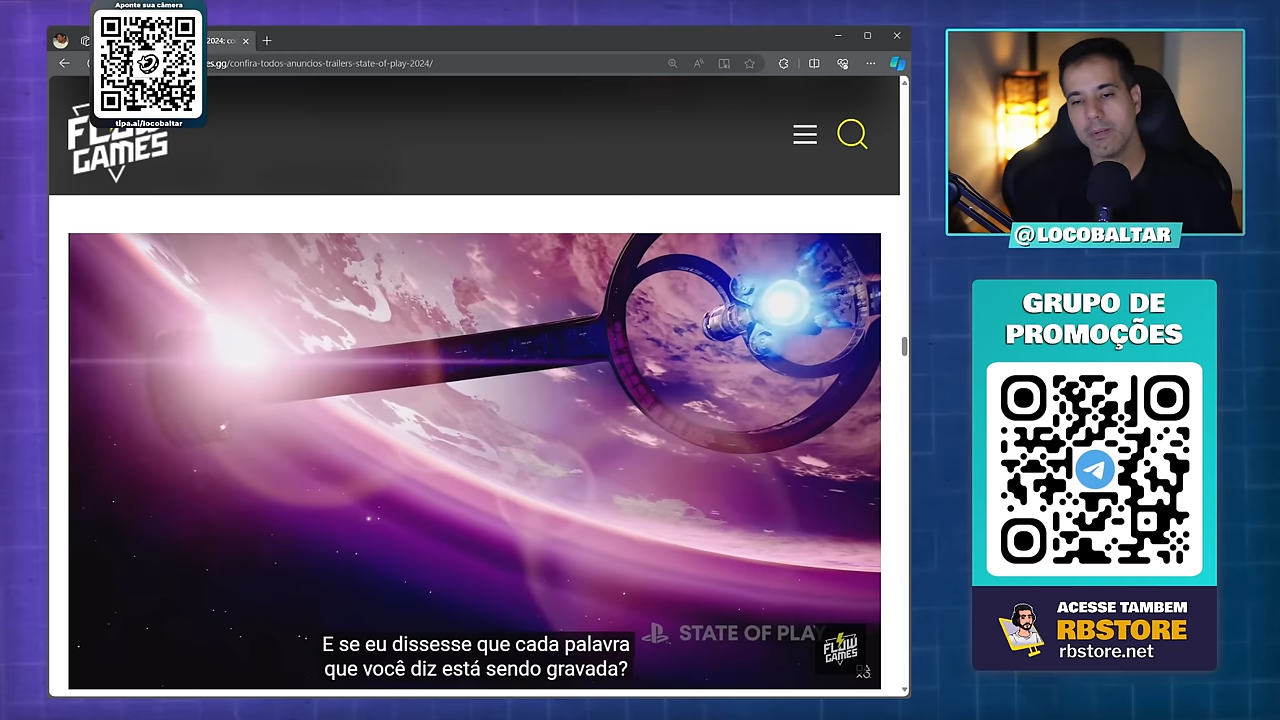 Aponte sua câmera
tipa.ai/locobaltar
2024: co
es.gg/confira-todos-anuncios-trailers-state-of-play-2024/
FLOW
GAMES
@LOCOBALTAR
GRUPO DE
PROMOÇÕES
ACESSE TAMBEM
RBSTORE
rbstore.net
STATE OF PLAY
FLOW
GAMES
E se eu dissesse que cada palavra
que você diz está sendo gravada?